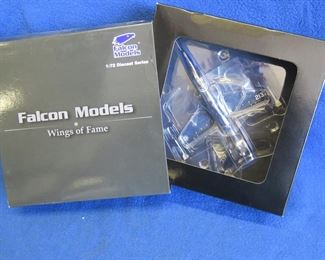 Falcon
Models
1:72 Diecast Series
Falcon Models
Wings of Fame